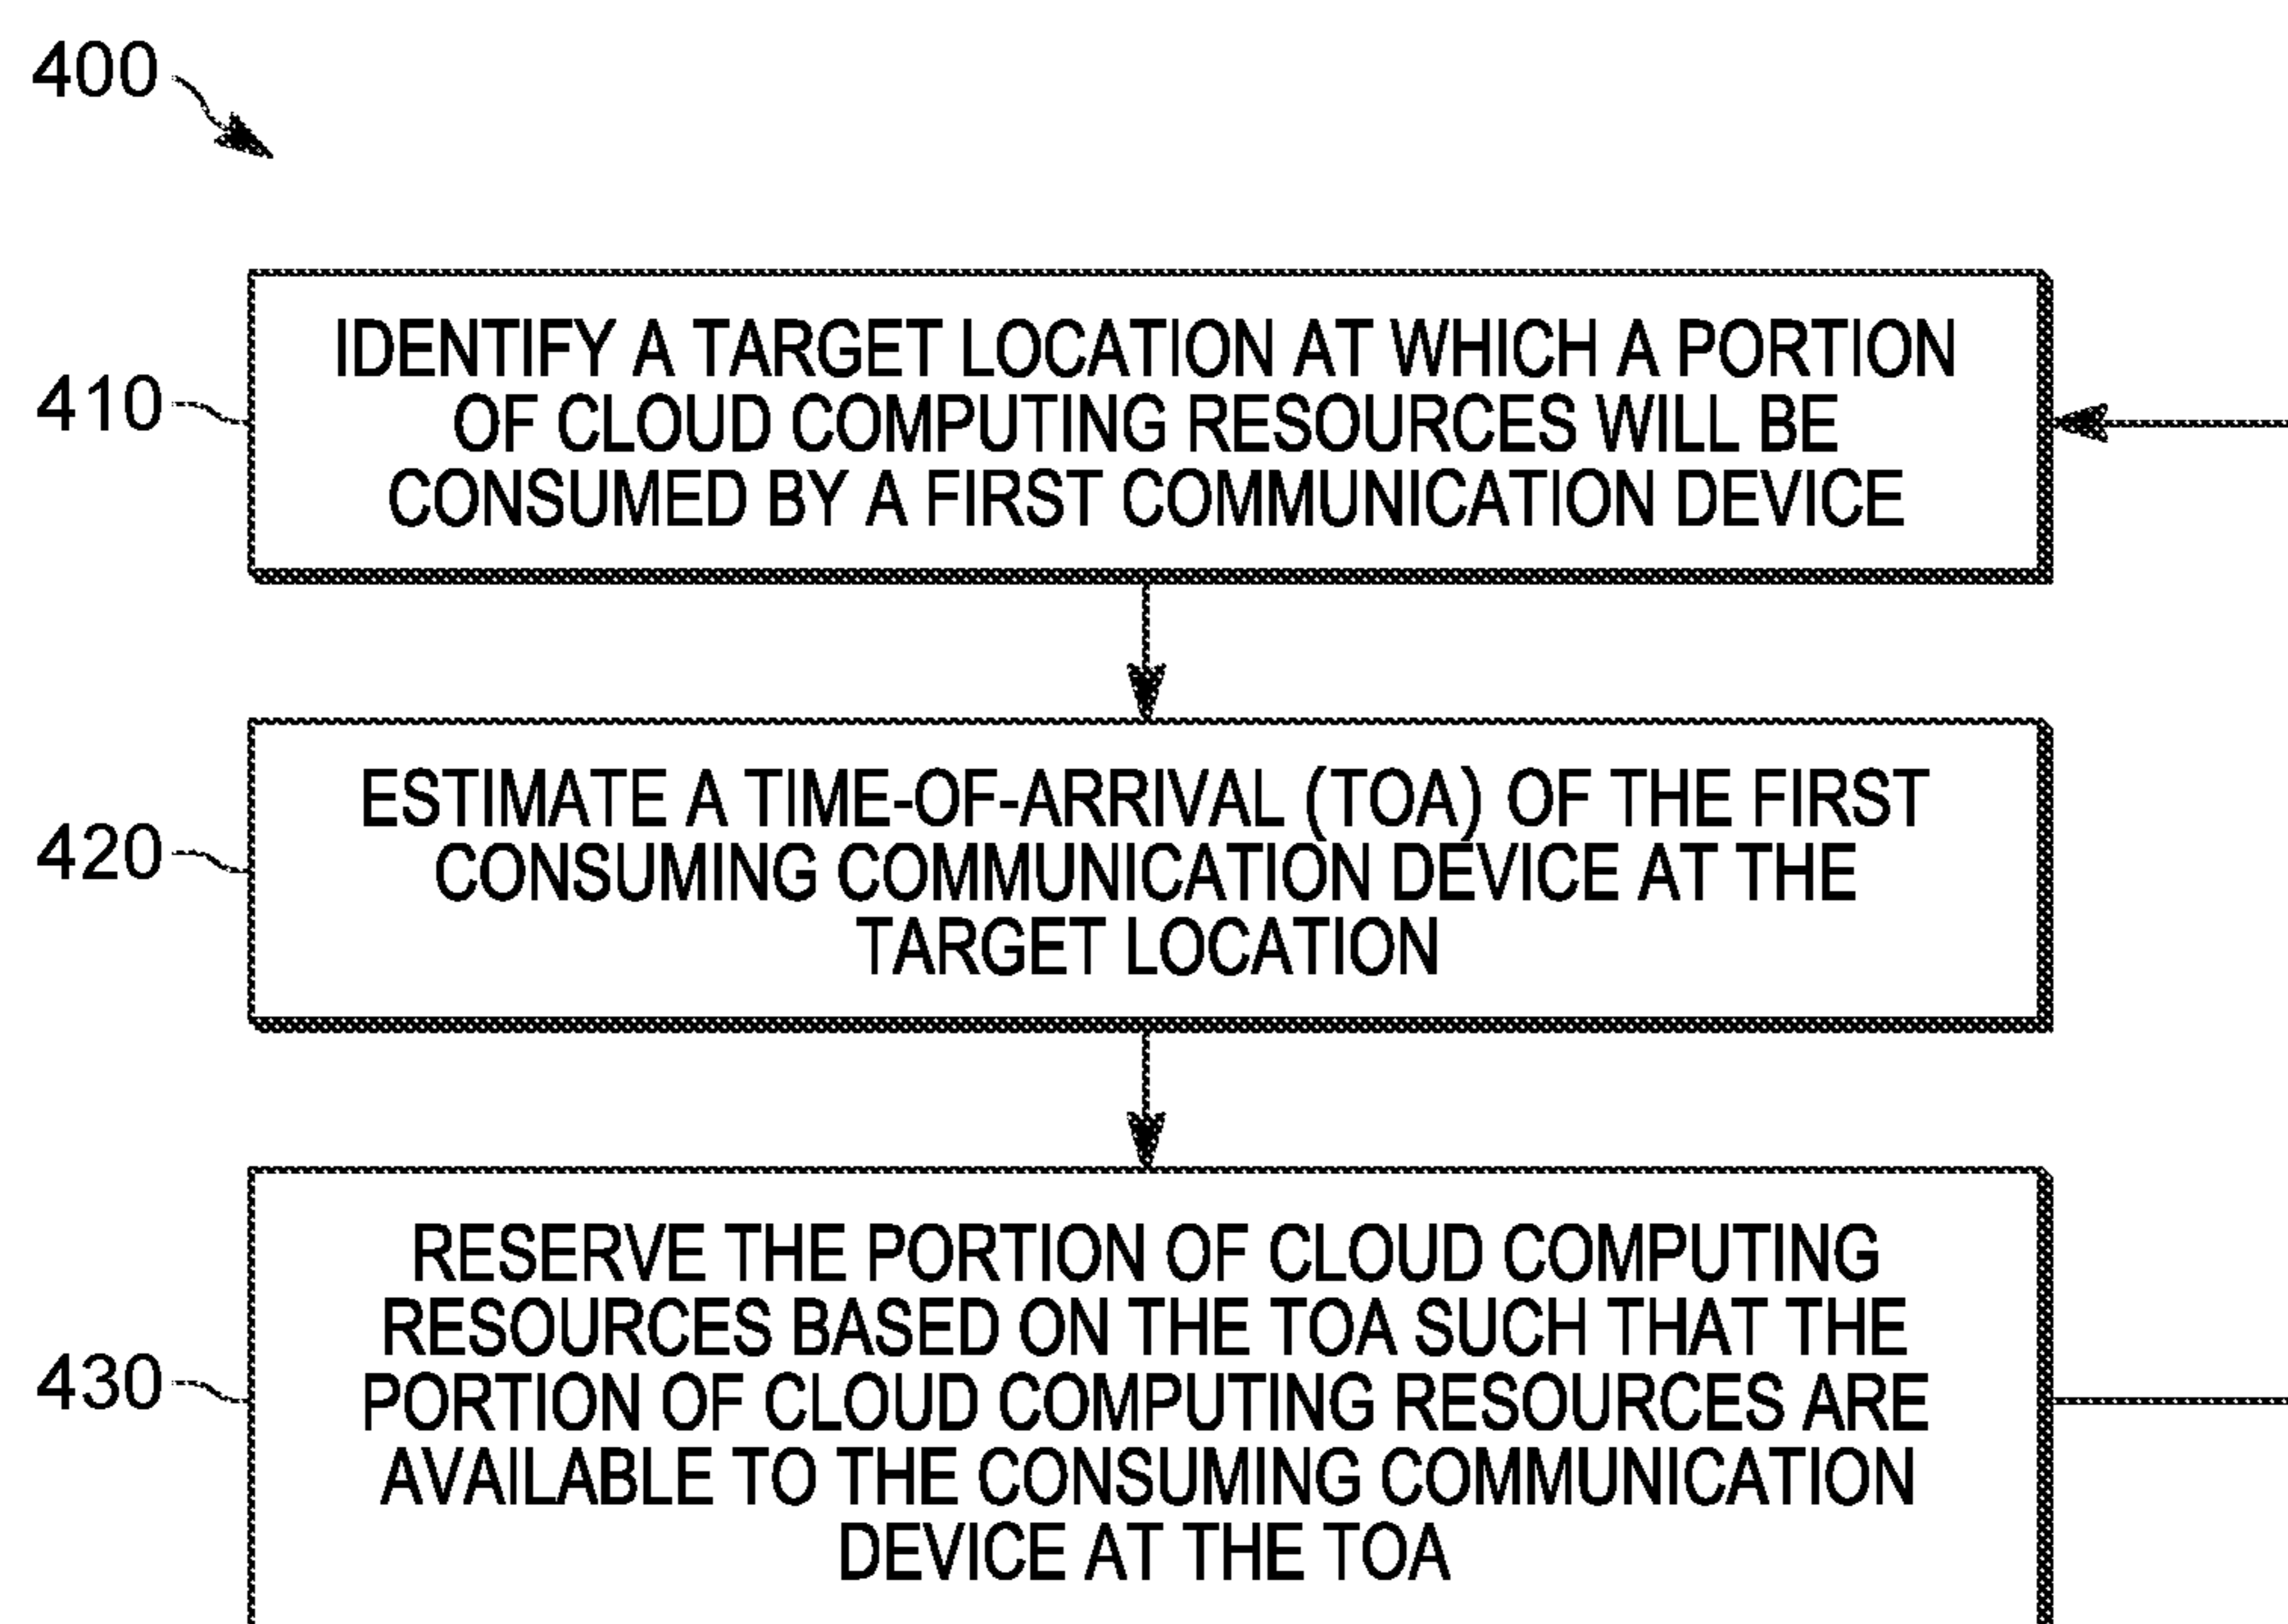 400
IDENTIFY A TARGET LOCATION AT WHICH A PORTION
OF CLOUD COMPUTING RESOURCES WILL BE
CONSUMED BY A FIRST COMMUNICATION DEVICE
410
ESTIMATE A TIME-OF-ARRIVAL (TOA) OF THE FIRST
CONSUMING COMMUNICATION DEVICE AT THE
TARGET LOCATION
420
RESERVE THE PORTION OF CLOUD COMPUTING
RESOURCES BASED ON THE TOA SUCH THAT THE
PORTION OF CLOUD COMPUTING RESOURCES ARE
AVAILABLE TO THE CONSUMING COMMUNICATION
DEVICE AT THE TOA
430